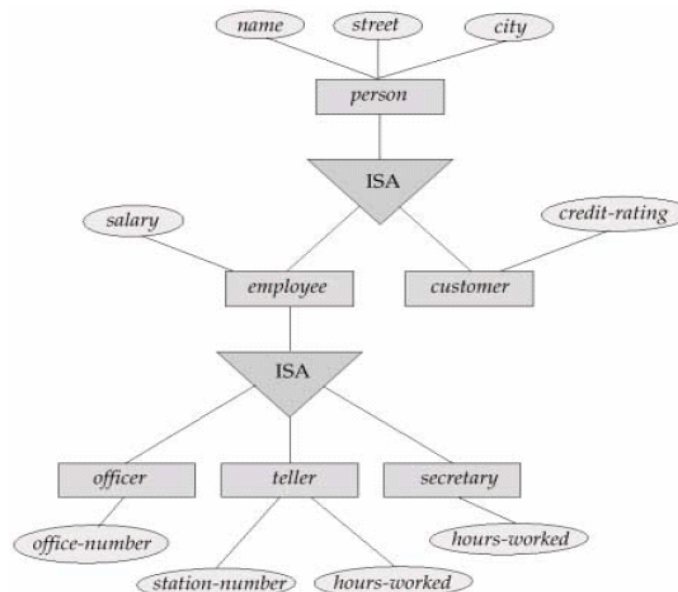 name
street
city
person
ISA
salary
credit-rating
employee
customer
ISA
officer
teller
secretary
office-number
hours-worked
station-number
hours-worked